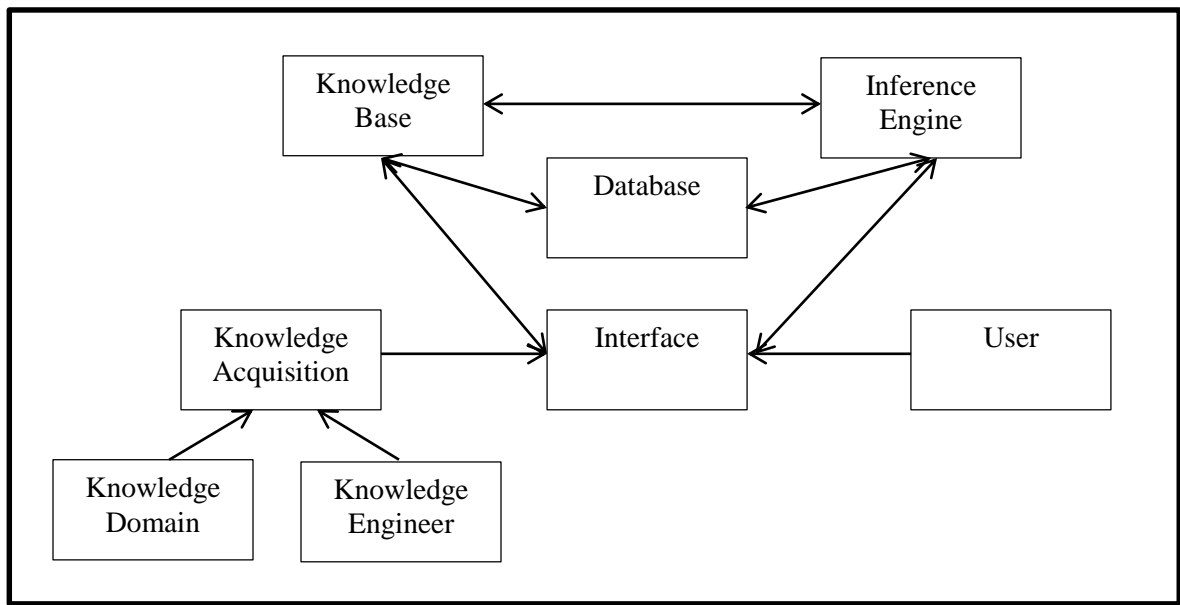 Knowledge
Base
Inference
Engine
Database
Knowledge
Acquisition
Interface
User
Knowledge
Domain
Knowledge
Engineer